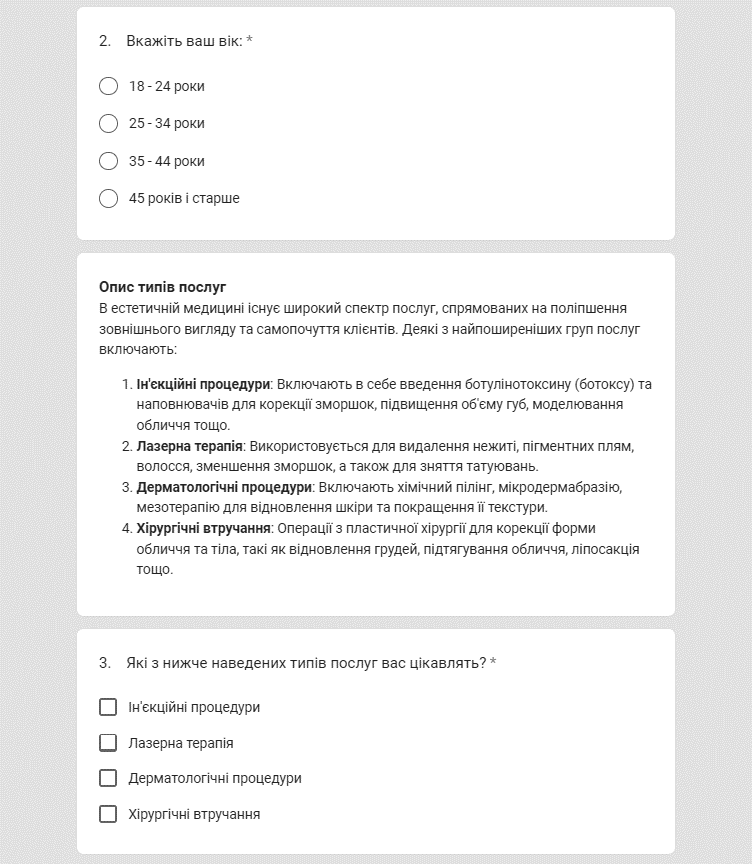 2. Вкажіть ваш вік: *
18 - 24 роки
25 - 34 роки
35 - 44 роки
45 років і старше
Опис типів послуг
В естетичній медицині існує широкий спектр послуг, спрямованих на поліпшення
зовнішнього вигляду та самопочуття клієнтів. Деякі з найпоширеніших груп послуг
включають:
1. Ін'єкційні процедури: Включають в себе введення ботулінотоксину (ботоксу) та
наповнювачів для корекції зморшок, підвищення об'єму губ, моделювання
обличчя тощо.
2. Лазерна терапія: Використовується для видалення нежиті, пігментних плям,
волосся, зменшення зморшок, а також для зняття татуювань.
3. Дерматологічні процедури: Включають хімічний пілінг, мікродермабразію,
мезотерапію для відновлення шкіри та покращення її текстури.
4. Хірургічні втручання: Операції з пластичної хірургії для корекції форми
обличчя та тіла, такі як відновлення грудей, підтягування обличчя, ліпосакція
тощо.
3. Які з нижче наведених типів послуг вас цікавлять? *
Ін'єкційні процедури
Лазерна терапія
Дерматологічні процедури
Хірургічні втручання